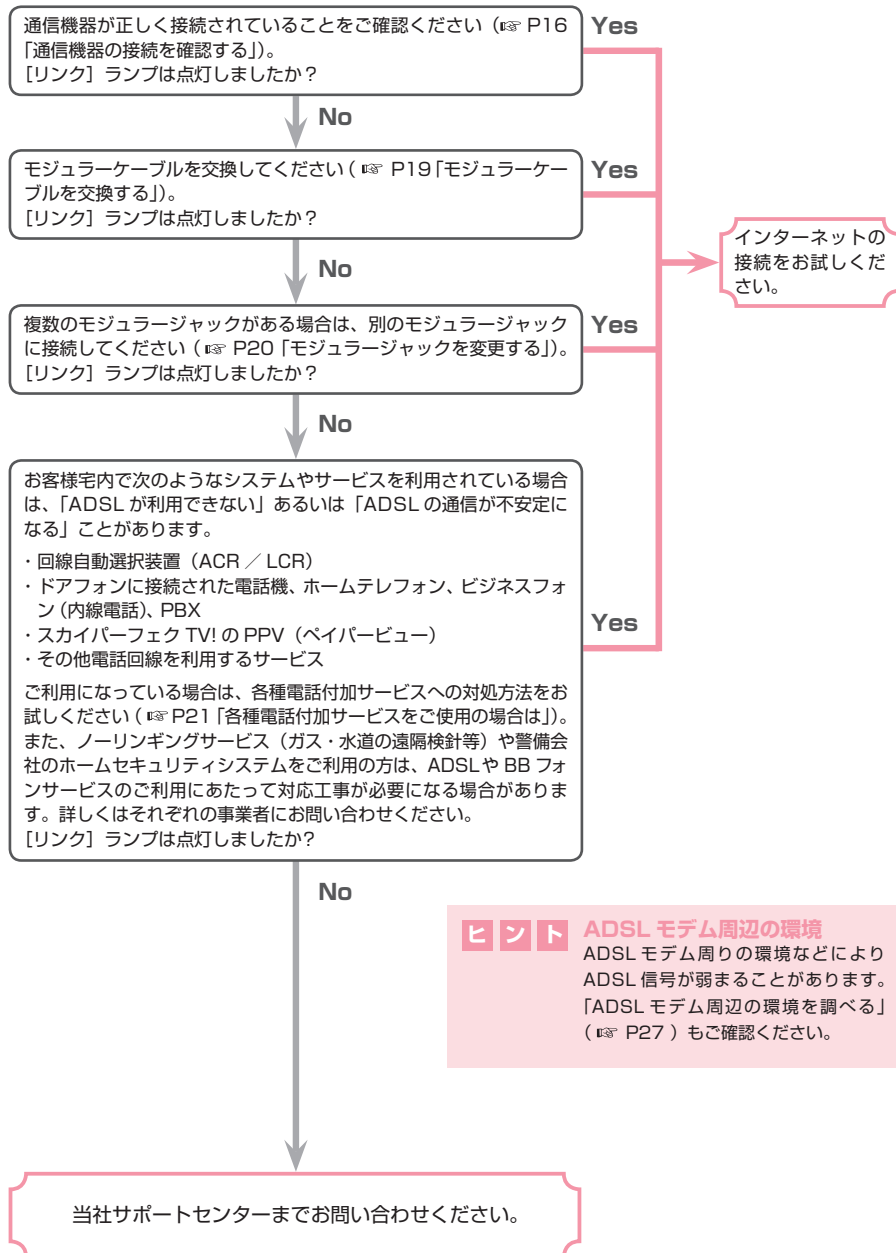 通信機器が正しく接続されていることをご確認ください（☞ P16
「通信機器の接続を確認する」）。
［リンク］ランプは点灯しましたか？
Yes
No
モジュラーケーブルを交換してください（ ☞ P19「モジュラーケー
ブルを交換する」）。
［リンク］ランプは点灯しましたか？
Yes
インターネットの
接続をお試しくだ
さい。
No
複数のモジュラージャックがある場合は、別のモジュラージャック
に接続してください（ ☞ P20「モジュラージャックを変更する」）。
［リンク］ランプは点灯しましたか？
Yes
No
お客様宅内で次のようなシステムやサービスを利用されている場合
は、「ADSL が利用できない」あるいは「ADSL の通信が不安定に
なる」ことがあります。
・回線自動選択装置（ACR ／ LCR）
・ドアフォンに接続された電話機、ホームテレフォン、ビジネスフォ
ン（内線電話）、PBX
・スカイパーフェク TV! の PPV（ペイパービュー）
・その他電話回線を利用するサービス
ご利用になっている場合は、各種電話付加サービスへの対処方法をお
試しください（ ☞ P21「各種電話付加サービスをご使用の場合は」）。
また、ノーリンギングサービス（ガス・水道の遠隔検針等）や警備会
社のホームセキュリティシステムをご利用の方は、ADSLや BB フォ
ンサービスのご利用にあたって対応工事が必要になる場合がありま
す。詳しくはそれぞれの事業者にお問い合わせください。
［リンク］ランプは点灯しましたか？
Yes
No
ヒント ADSL モデム周辺の環境
ADSL モデム周りの環境などにより
ADSL 信号が弱まることがあります。
「ADSL モデム周辺の環境を調べる」
（ ☞ P27 ）もご確認ください。
当社サポートセンターまでお問い合わせください。